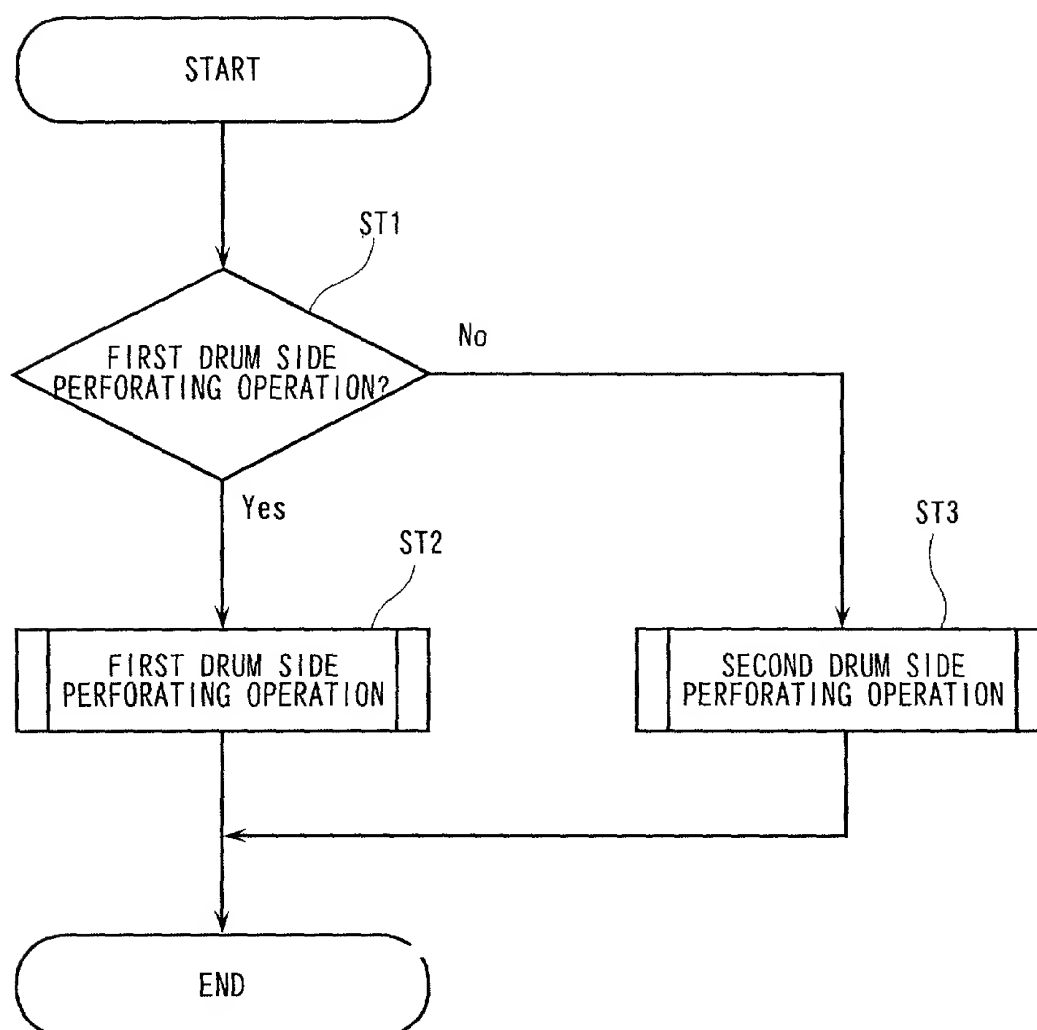 START
ST1
FIRST DRUM SIDE
PERFORATING OPERATION?
No
Yes
ST2
ST3
FIRST DRUM SIDE
PERFORATING OPERATION
SECOND DRUM SIDE
PERFORATING OPERATION
END